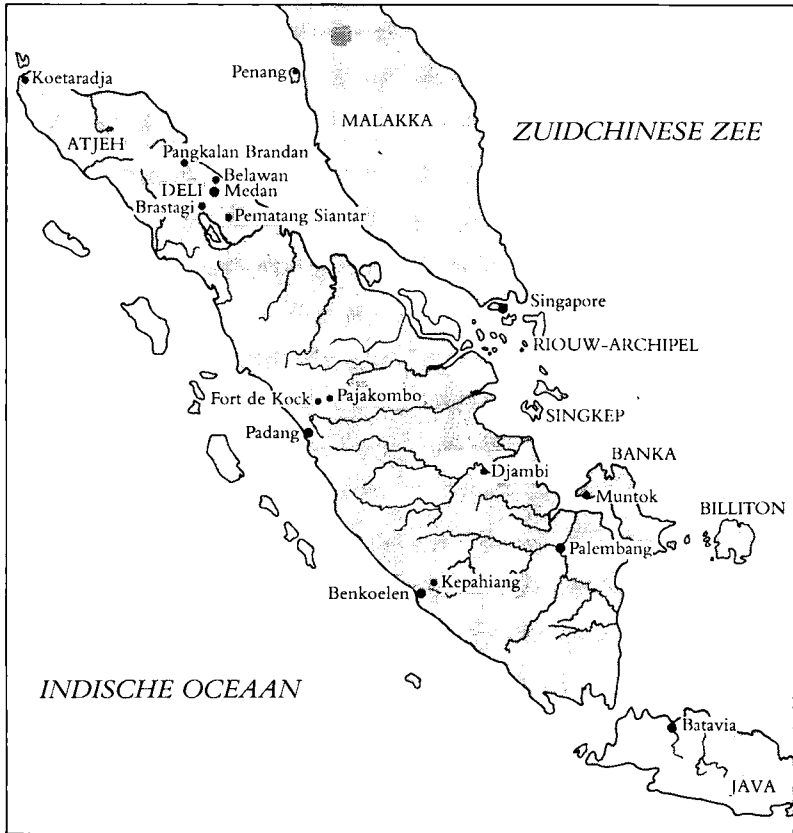 Koetaradja
Penang
MALAKKA
ZUIDCHINESE ZEE
ATJEH
Pangkalan Brandan
Belawan
DELI
Medan
Brastagi
Pematang Siantar
Singapore
RIOUW-ARCHIPEL
Fort de Kock
Pajakombo
SINGKEP
Padang
BANKA
Djambi
Muntok
BILLITON
Palembang
Kepahiang
Benkoelen
INDISCHE OCEAAN
Batavia
JAVA